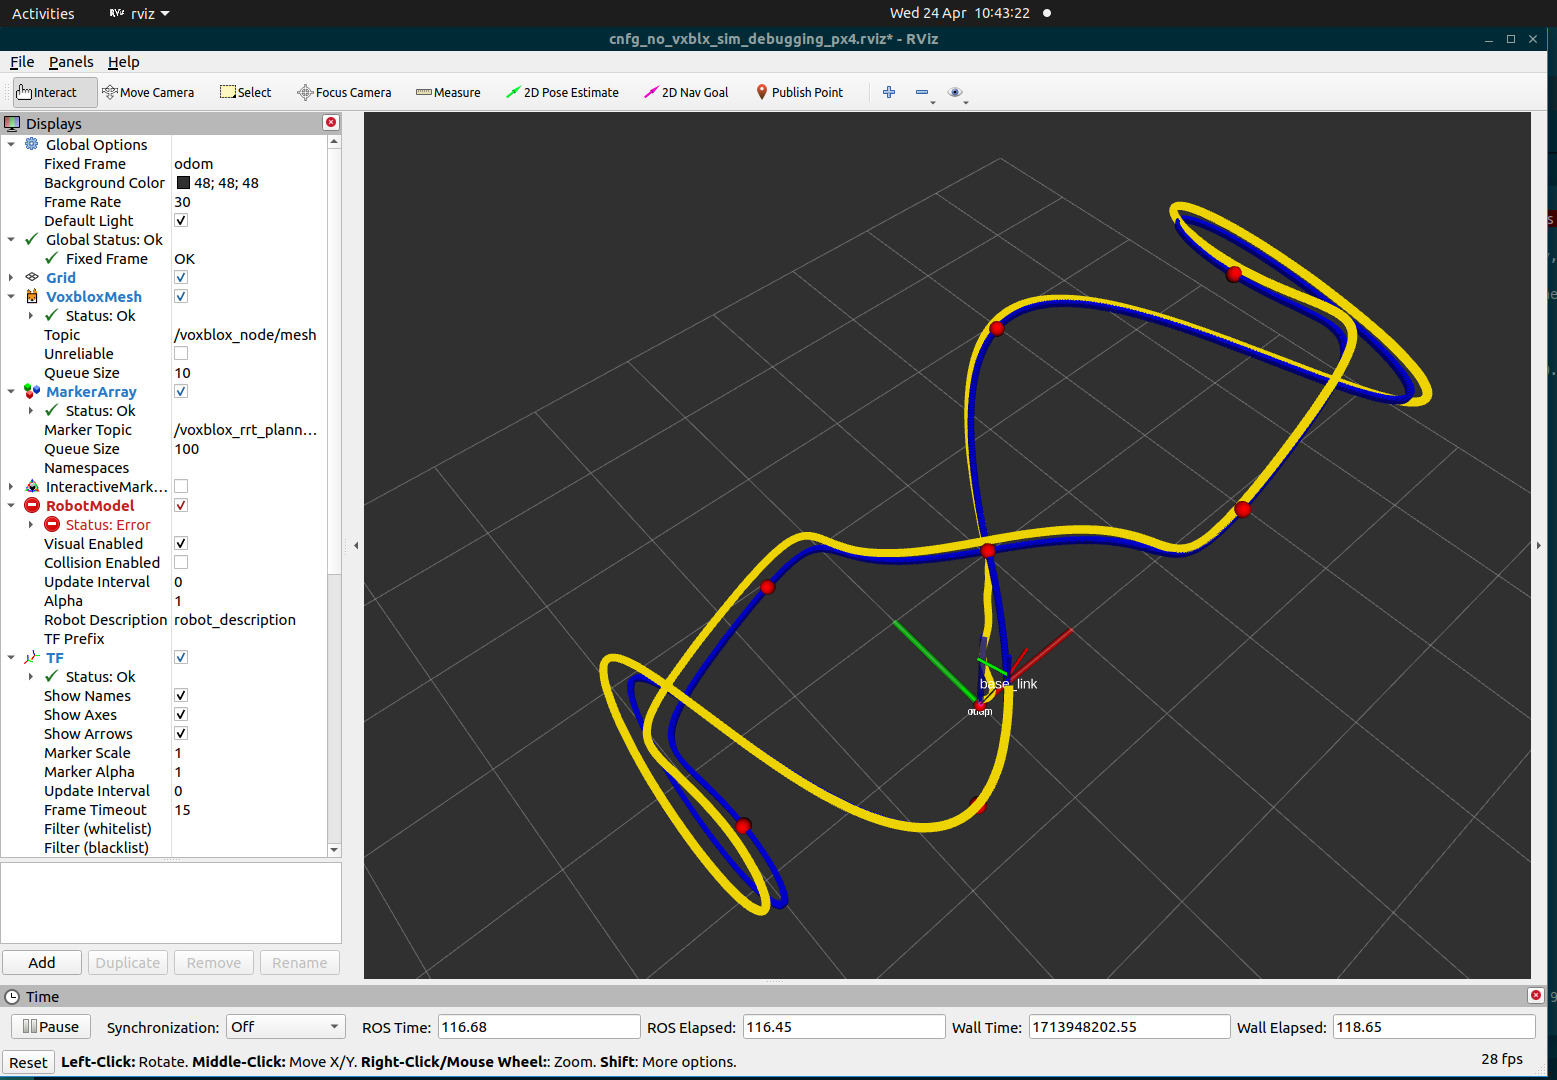 Activities rviz Wed 24 Apr 10:43:22
cnfg_no_vxblx_sim_debugging_px4.rviz* - RViz
File Panels Help
Interact Move Camera Select Focus Camera Measure 2D Pose Estimate 2D Nav Goal Publish Point
Displays
Global Options
Fixed Frame odom
Background Color 48; 48; 48
Frame Rate 30
Default Light
Global Status: Ok
Fixed Frame OK
Grid
VoxbloxMesh
Status: Ok
Topic /voxblox_node/mesh
Unreliable
Queue Size 10
MarkerArray
Status: Ok
Marker Topic /voxblox_rrt_plann...
Queue Size 100
Namespaces
InteractiveMark...
RobotModel
Status: Error
Visual Enabled
Collision Enabled
Update Interval 0
Alpha 1
Robot Description robot_description
TF Prefix
TF
Status: Ok
Show Names
Show Axes
Show Arrows
Marker Scale 1
Marker Alpha 1
Update Interval 0
Frame Timeout 15
Filter (whitelist)
Filter (blacklist)
base_link
odom
Add Duplicate Remove Rename
Time
Pause Synchronization: Off ROS Time: 116.68 ROS Elapsed: 116.45 Wall Time: 1713948202.55 Wall Elapsed: 118.65
Reset Left-Click: Rotate. Middle-Click: Move X/Y. Right-Click/Mouse Wheel:: Zoom. Shift: More options. 28 fps